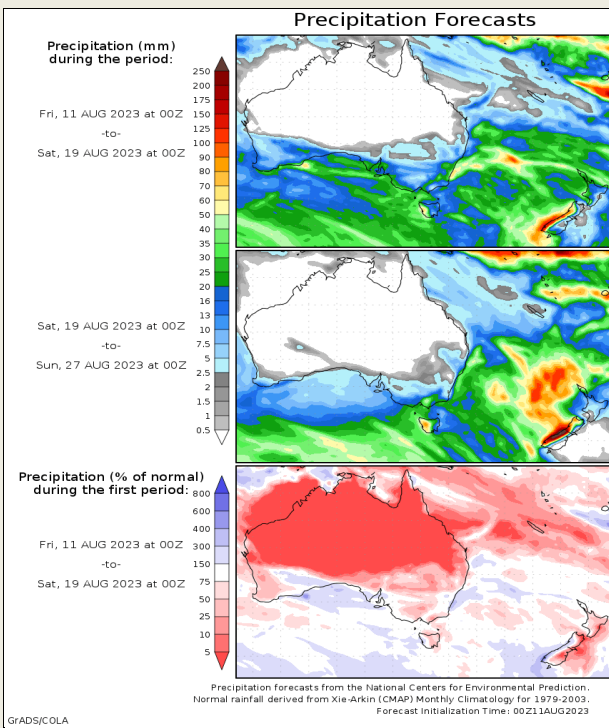 Precipitation Forecasts
Precipitation (mm)
during the period:
Fri, 11 AUG 2023 at 00Z
-to-
Sat, 19 AUG 2023 at 00Z
250
200
175
150
125
100
90
80
70
60
50
40
35
30
25
20
16
13
10
7.5
5
2.5
2
1.5
1
0.5
Sat, 19 AUG 2023 at 00Z
-to-
Sun, 27 AUG 2023 at 00Z
Precipitation (% of normal)
during the first period:
Fri, 11 AUG 2023 at 00Z
-to-
Sat, 19 AUG 2023 at 00Z
800
600
400
300
150
75
50
25
10
5
Precipitation forecasts from the National Centers for Environmental Prediction.
Normal rainfall derived from Xie-Arkin (CMAP) Monthly Climatology for 1979-2003.
Forecast Initialization Time: 00Z11AUG2023
GrADS/COLA